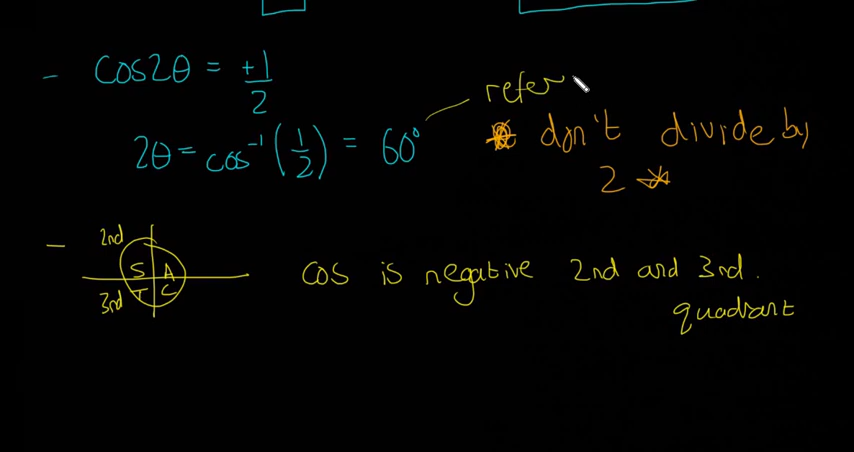 - cos2θ = +1/2
refer
2θ = cos⁻¹(1/2) = 60°
* don't divide by
2 *
- 2nd
S A
3rd T C
cos is negative 2nd and 3rd.
quadrant